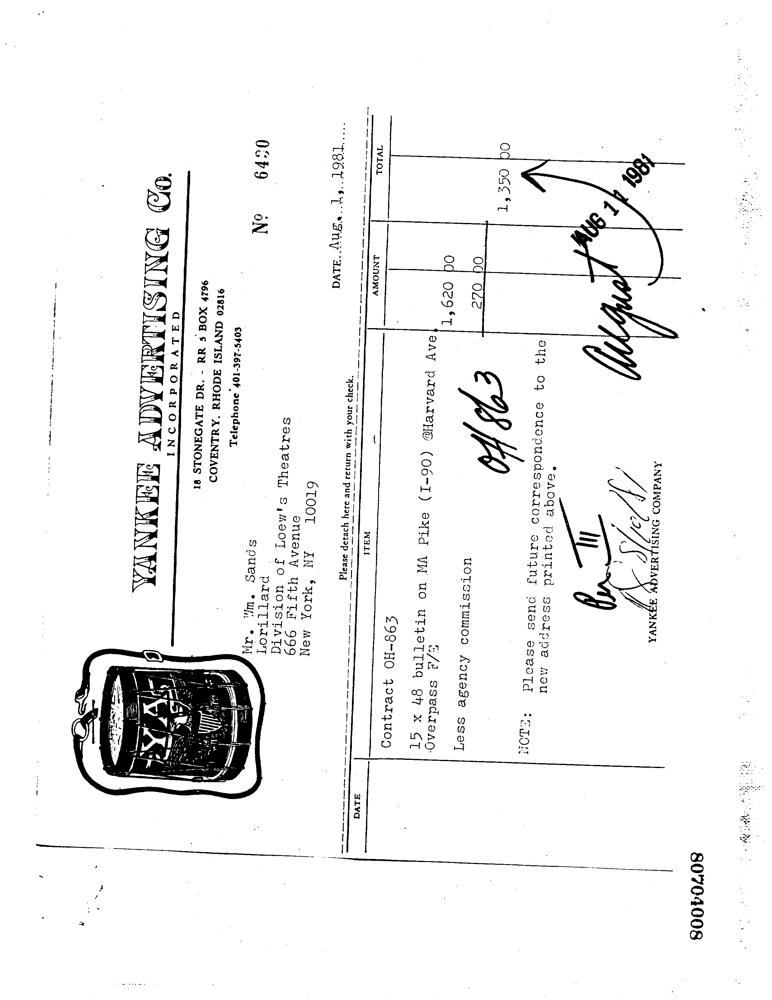 YANKEE ADVERTISING CO.
INCORPORATED
18 STONEGATE DR. - RR 5 BOX 4796
COVENTRY, RHODE ISLAND 02816
Telephone 401-397-5403
No 6420
Mr. Wm. Sands
Lorillard
Division of Loew's Theatres
666 Fifth Avenue
New York, NY 10019
DATE..Aug..1,..1981.....
Please detach here and return with your check.
DATE ITEM AMOUNT TOTAL
Contract OH-863
15 x 48 bulletin on MA Pike (I-90) @Harvard Ave. 1,620 00
Overpass F/E
Less agency commission 270 00
1,350 00
OH 863
NOTE: Please send future correspondence to the
new address printed above.
August
AUG 17 1981
YANKEE ADVERTISING COMPANY
80704008